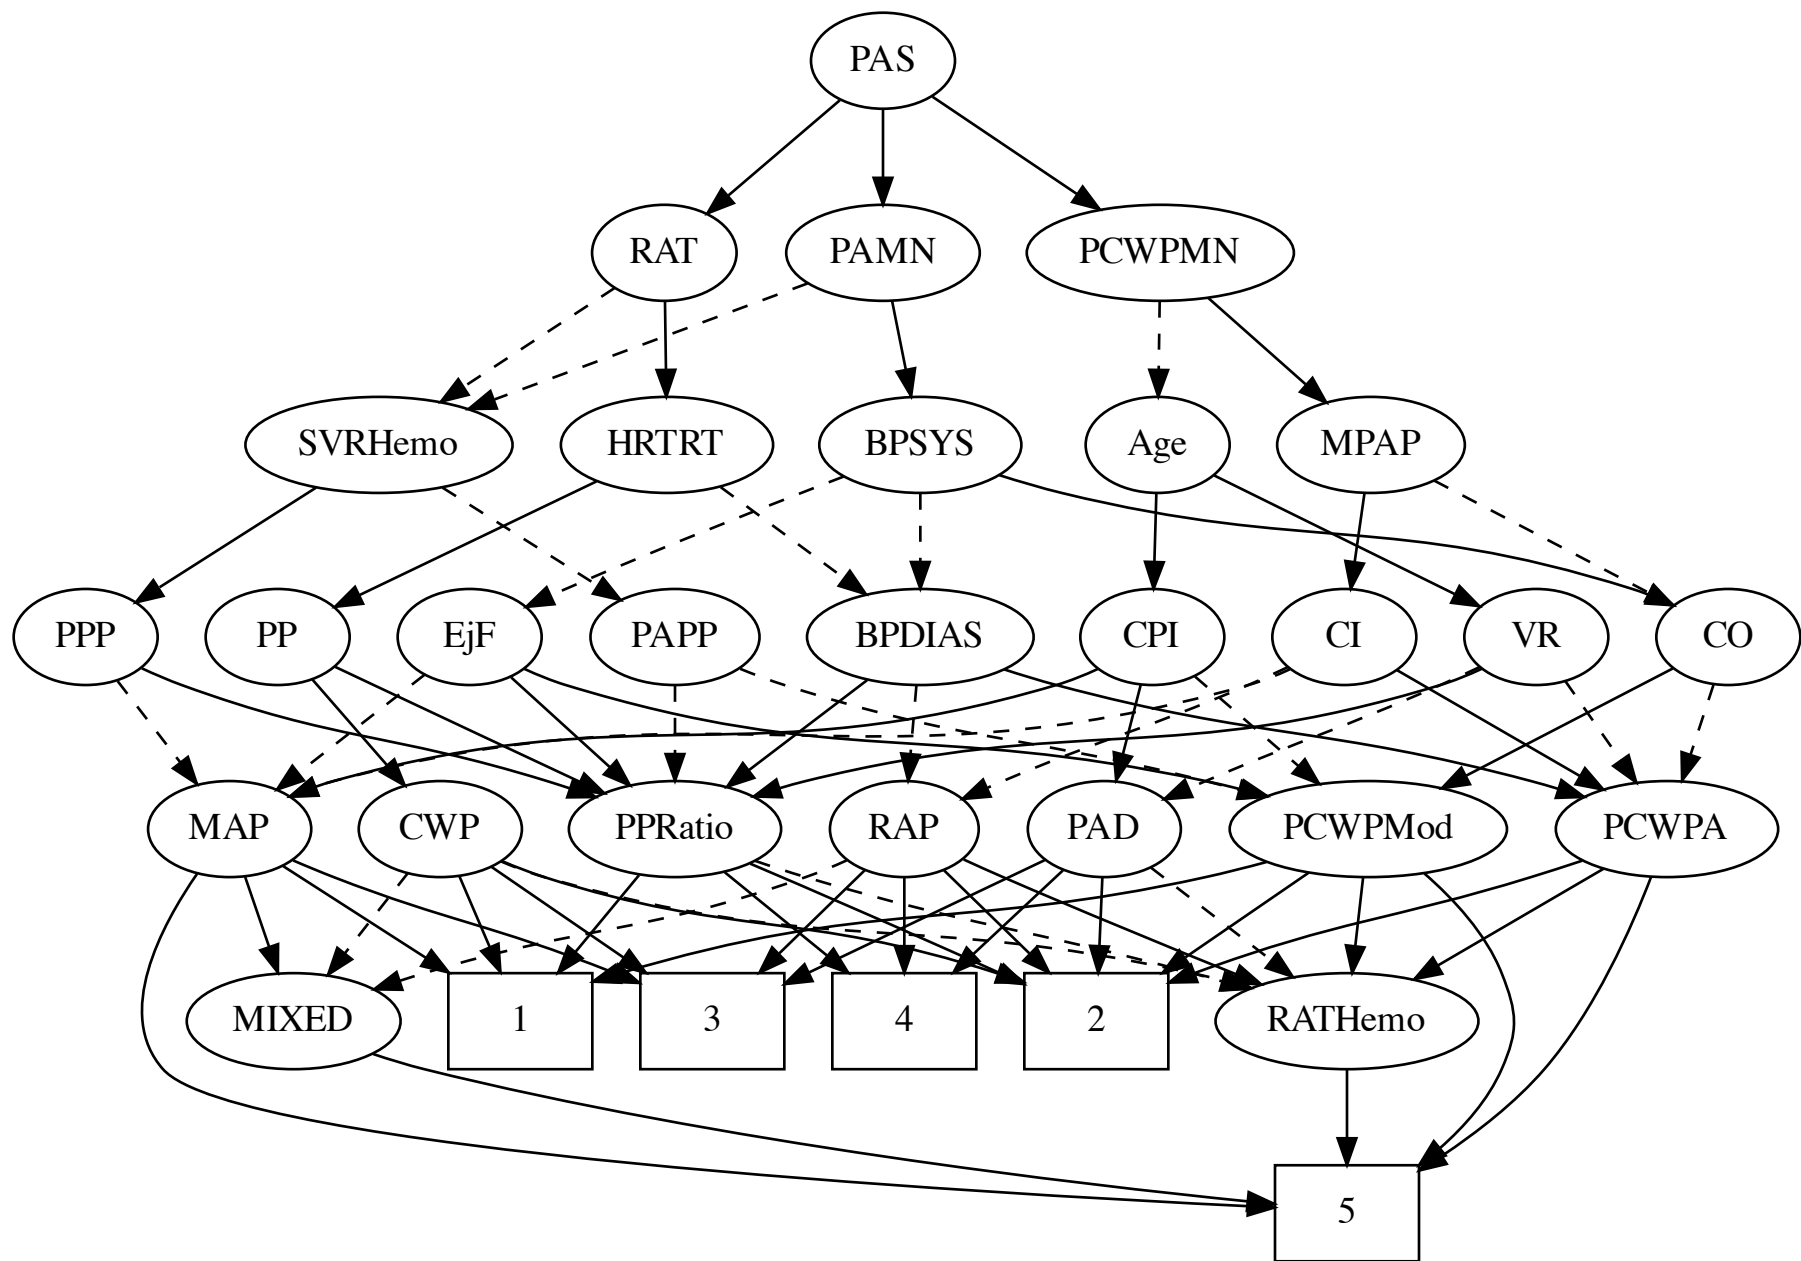 PAS
RAT
PAMN
PCWPMN
SVRHemo
HRTRT
BPSYS
Age
MPAP
PPP
PP
EjF
PAPP
BPDIAS
CPI
CI
VR
CO
MAP
CWP
PPRatio
RAP
PAD
PCWPMod
PCWPA
MIXED
1
3
4
2
RATHemo
5